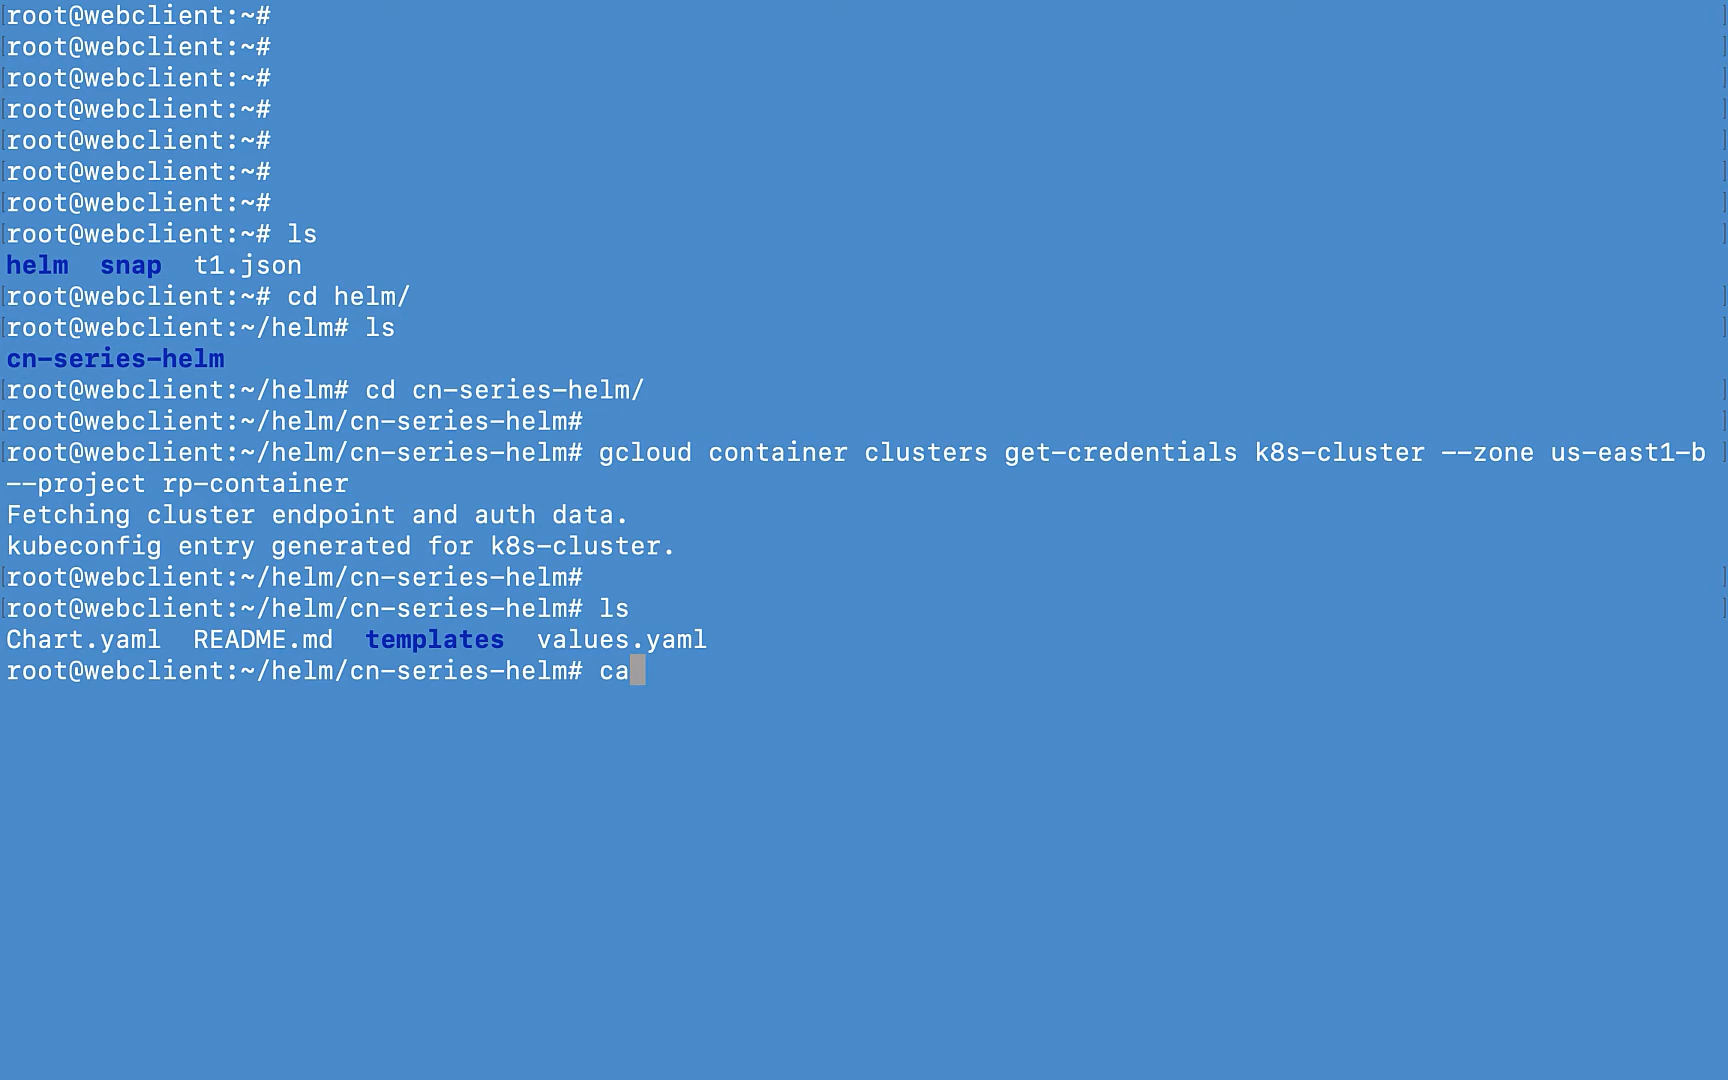 root@webclient:~#
root@webclient:~#
root@webclient:~#
root@webclient:~#
root@webclient:~#
root@webclient:~#
root@webclient:~#
root@webclient:~# ls
helm  snap  t1.json
root@webclient:~# cd helm/
root@webclient:~/helm# ls
cn-series-helm
root@webclient:~/helm# cd cn-series-helm/
root@webclient:~/helm/cn-series-helm#
root@webclient:~/helm/cn-series-helm# gcloud container clusters get-credentials k8s-cluster --zone us-east1-b
--project rp-container
Fetching cluster endpoint and auth data.
kubeconfig entry generated for k8s-cluster.
root@webclient:~/helm/cn-series-helm#
root@webclient:~/helm/cn-series-helm# ls
Chart.yaml  README.md  templates  values.yaml
root@webclient:~/helm/cn-series-helm# ca